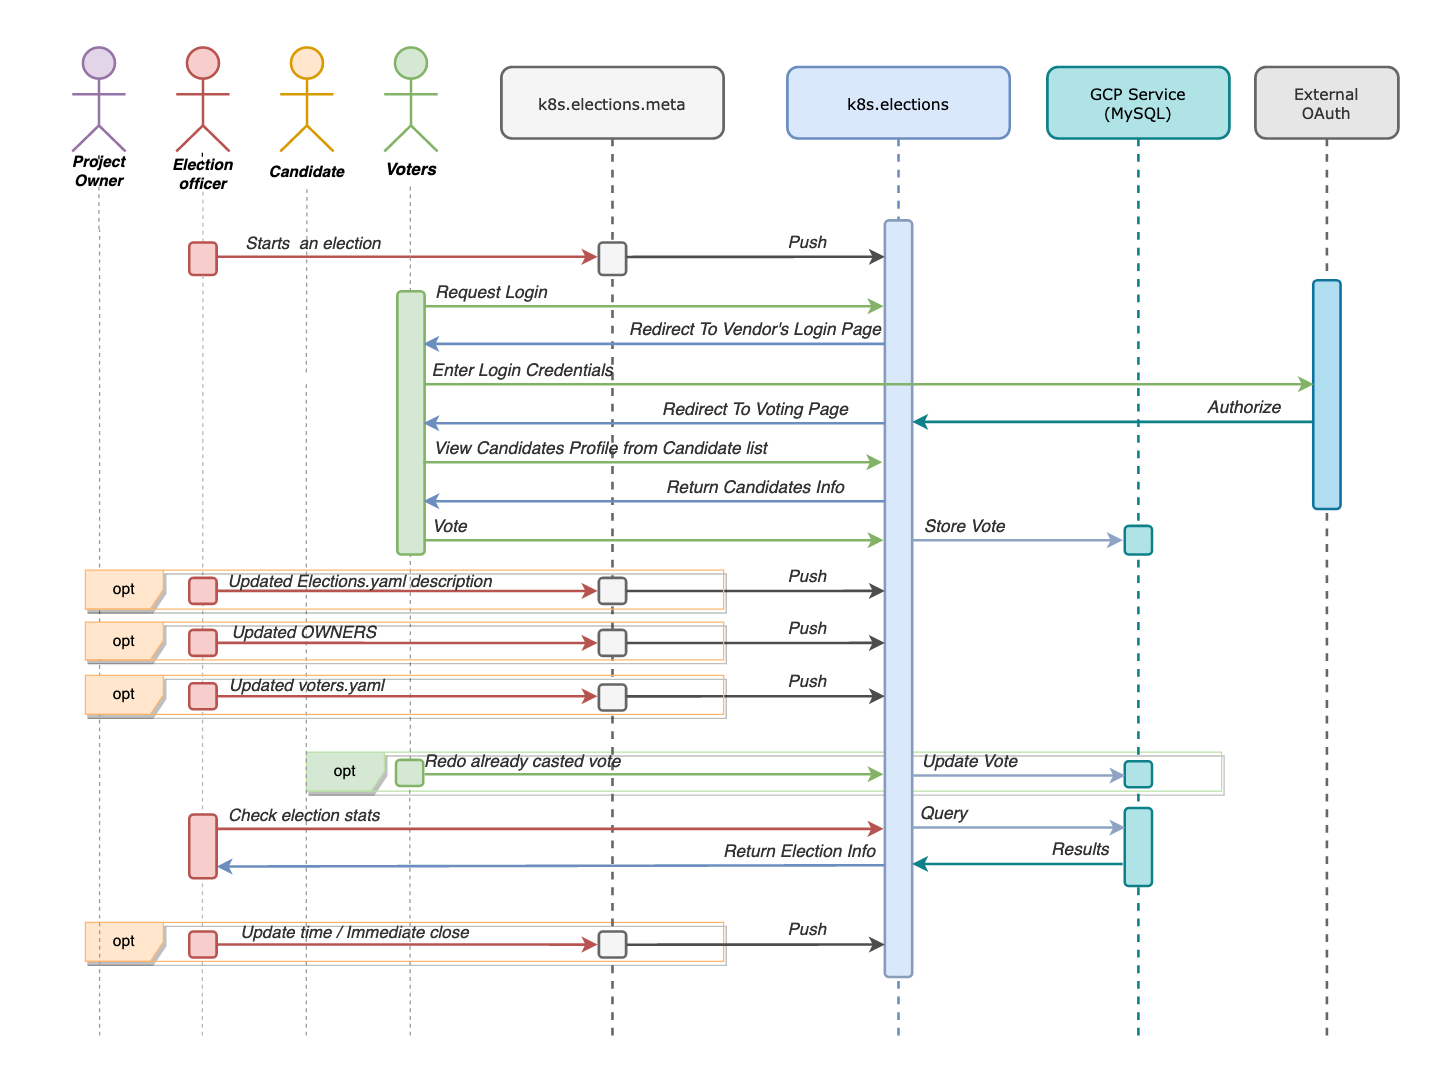 Project
Owner
Election
officer
Candidate
Voters
k8s.elections.meta
k8s.elections
GCP Service
(MySQL)
External
OAuth
Starts  an election
Push
Request Login
Redirect To Vendor's Login Page
Enter Login Credentials
Authorize
Redirect To Voting Page
View Candidates Profile from Candidate list
Return Candidates Info
Vote
Store Vote
opt
Updated Elections.yaml description
Push
opt
Updated OWNERS
Push
opt
Updated voters.yaml
Push
opt
Redo already casted vote
Update Vote
Check election stats
Query
Return Election Info
Results
opt
Update time / Immediate close
Push